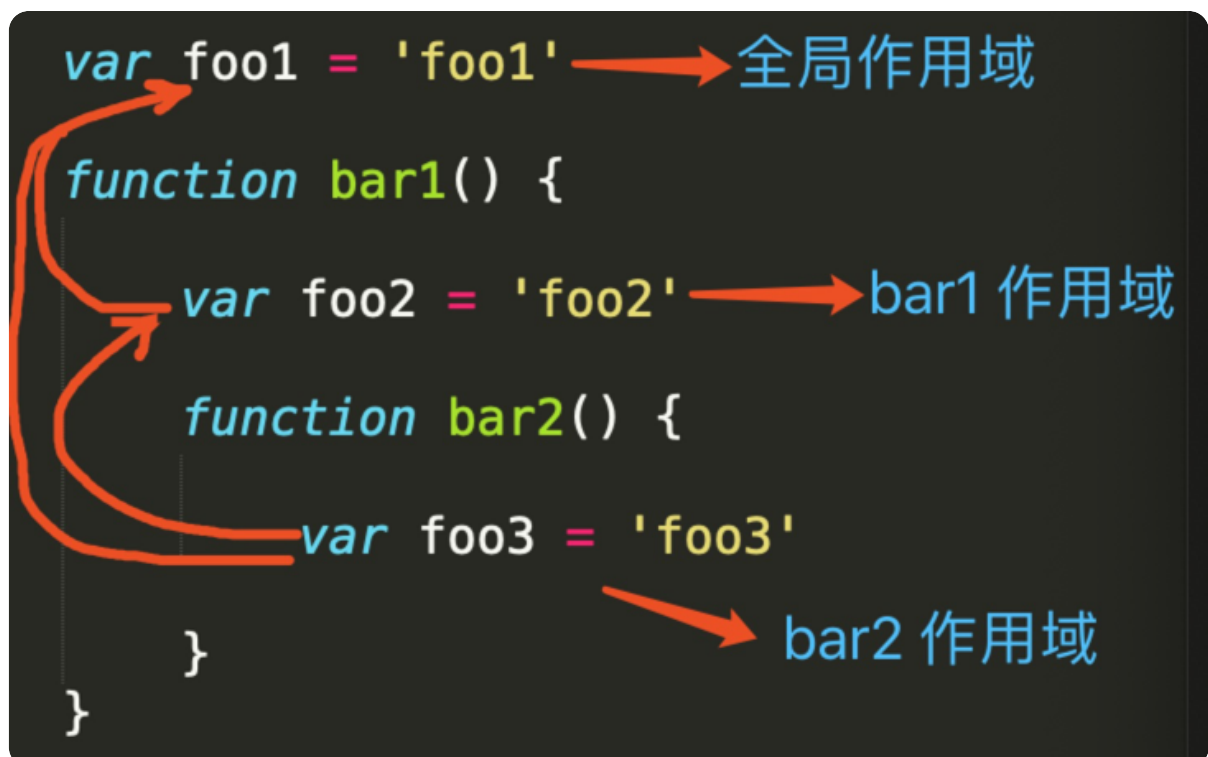 var foo1 = 'foo1' 全局作用域
function bar1() {
var foo2 = 'foo2' bar1 作用域
function bar2() {
var foo3 = 'foo3'
bar2 作用域
}
}